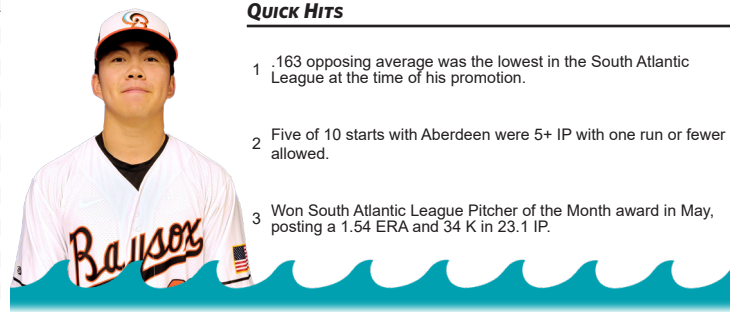 QUICK HITS
1 .163 opposing average was the lowest in the South Atlantic
League at the time of his promotion.
2 Five of 10 starts with Aberdeen were 5+ IP with one run or fewer
allowed.
3 Won South Atlantic League Pitcher of the Month award in May,
posting a 1.54 ERA and 34 K in 23.1 IP.
Baysox